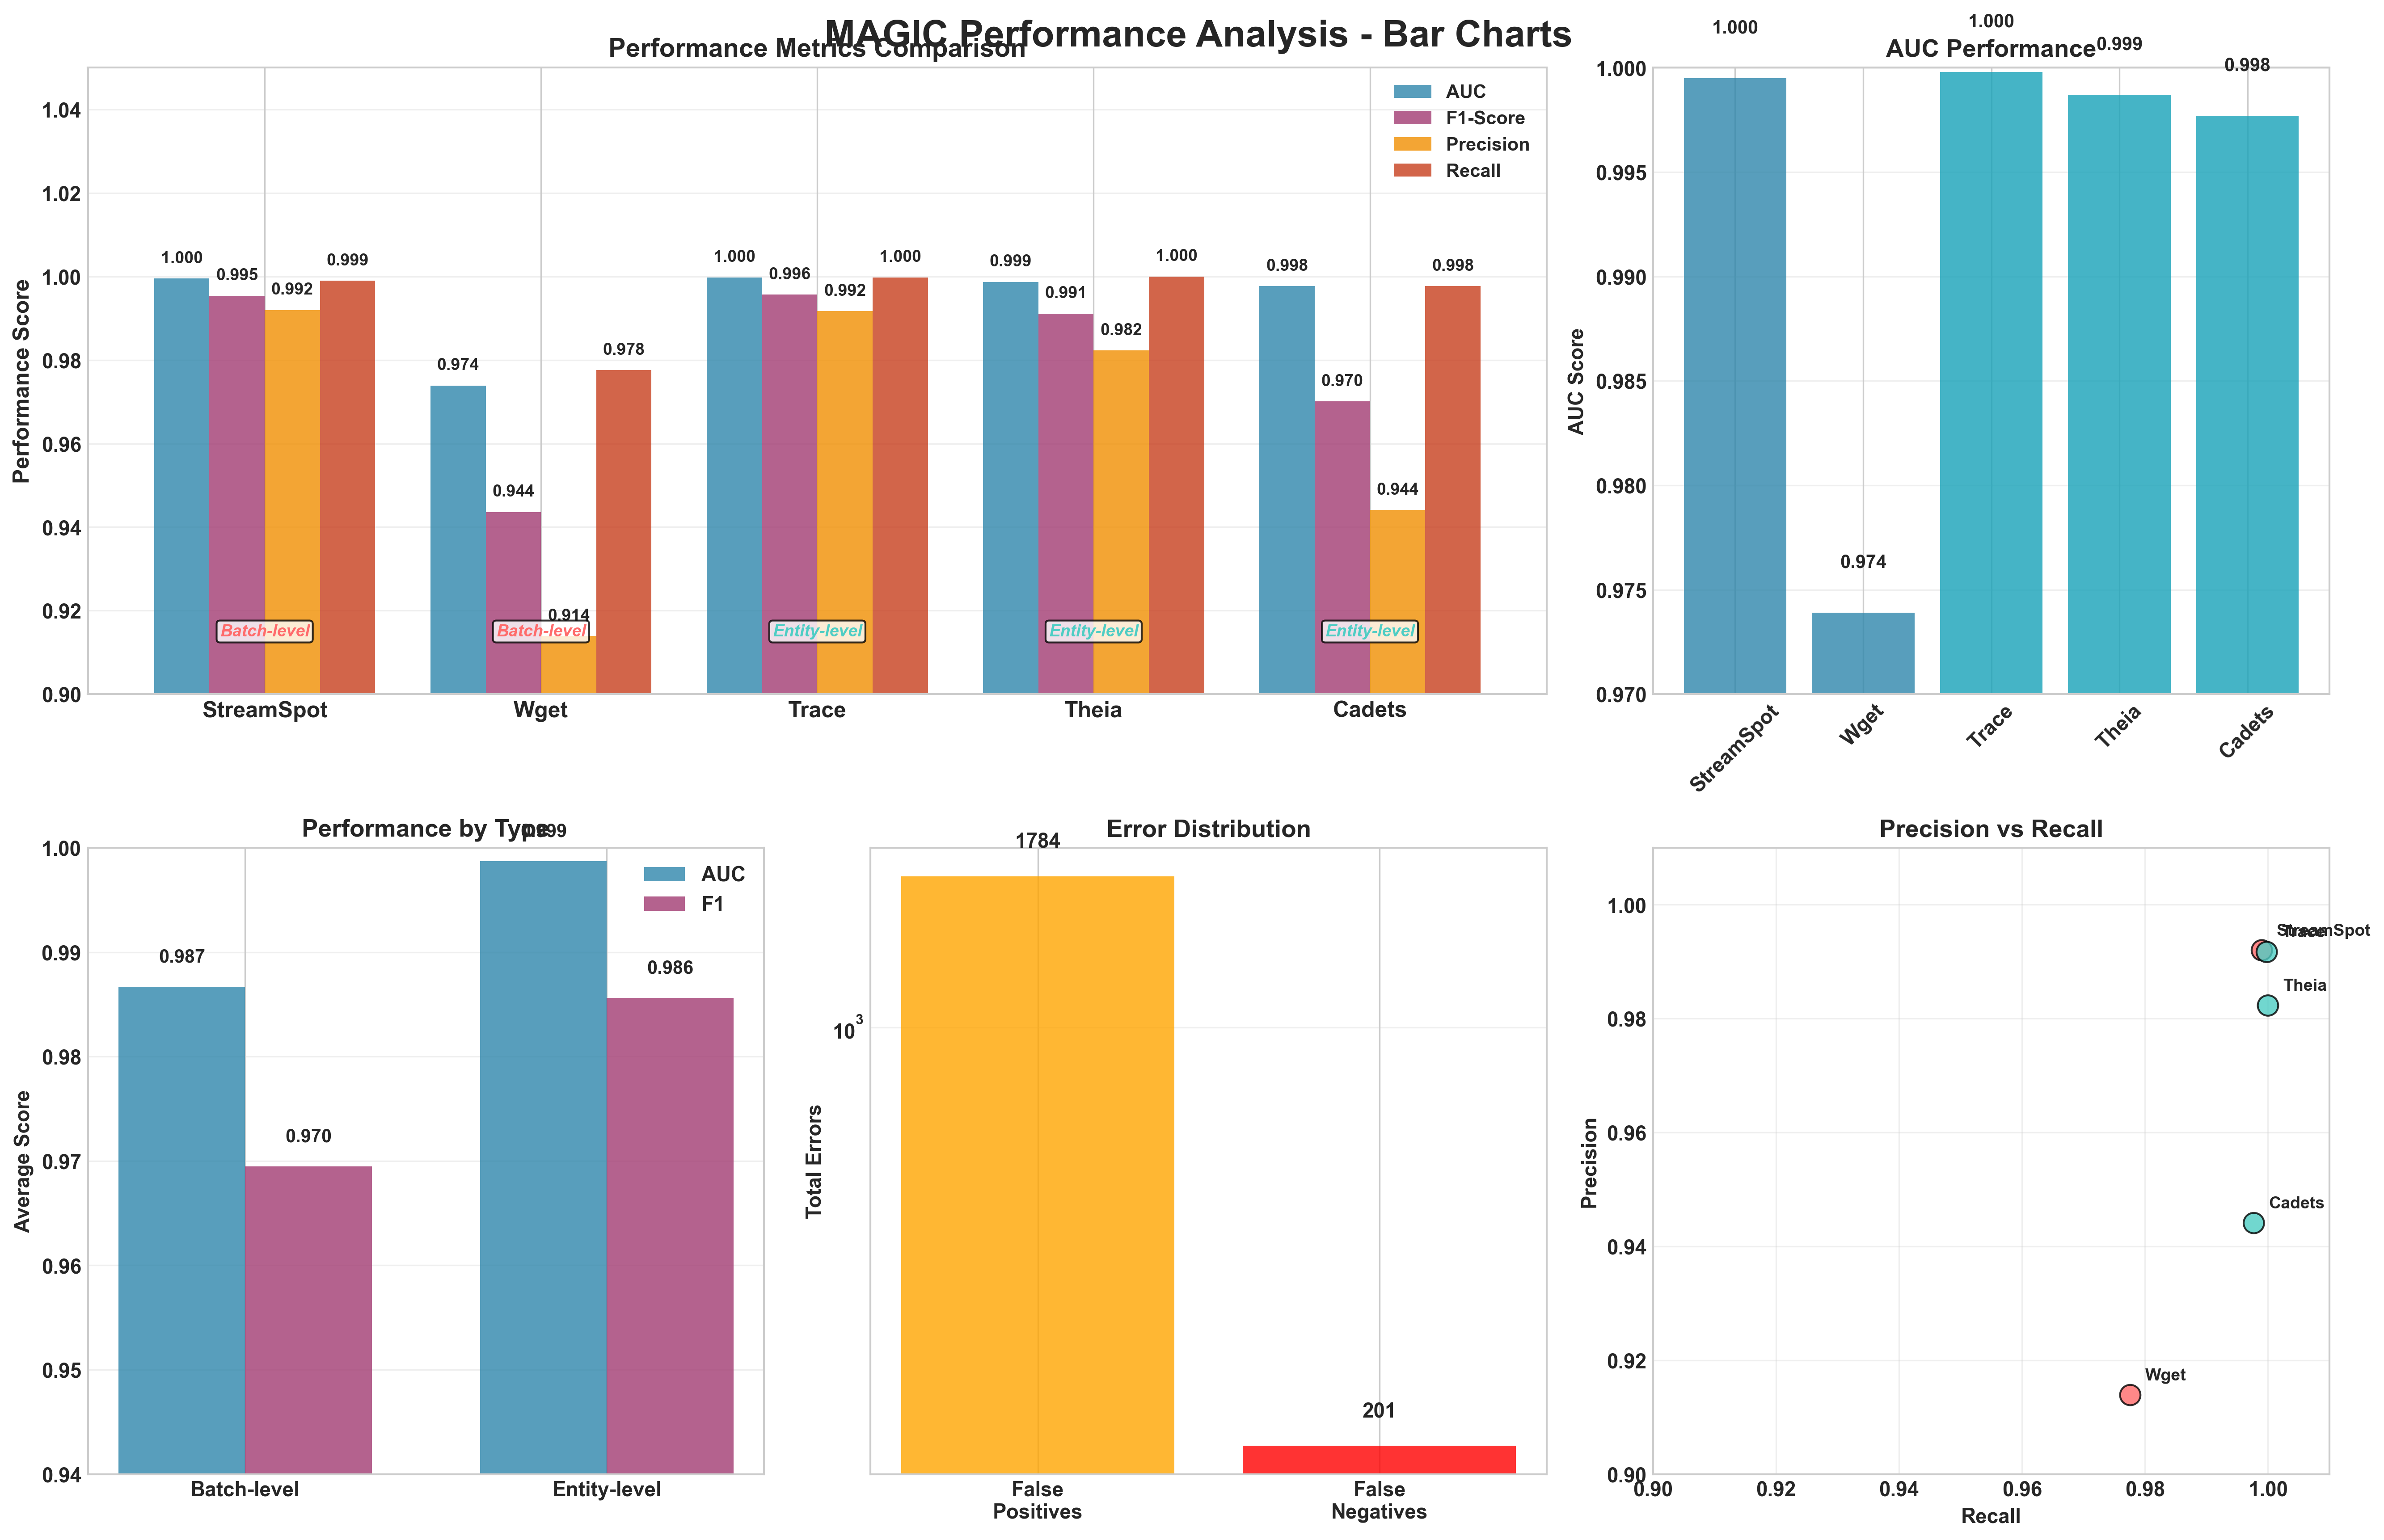 MAGIC Performance Analysis - Bar Charts
Performance Metrics Comparison
Performance Score
1.04
1.02
1.00
0.98
0.96
0.94
0.92
0.90
AUC
F1-Score
Precision
Recall
1.000
0.995
0.992
0.999
0.974
0.944
0.914
0.978
1.000
0.996
0.992
1.000
0.999
0.991
0.982
1.000
0.998
0.970
0.944
0.998
Batch-level
Batch-level
Entity-level
Entity-level
Entity-level
StreamSpot
Wget
Trace
Theia
Cadets
AUC Performance
AUC Score
1.000
0.995
0.990
0.985
0.980
0.975
0.970
1.000
0.974
1.000
0.999
0.998
StreamSpot
Wget
Trace
Theia
Cadets
Performance by Type
Average Score
1.00
0.99
0.98
0.97
0.96
0.95
0.94
AUC
F1
0.987
0.970
0.999
0.986
Batch-level
Entity-level
Error Distribution
Total Errors
10³
1784
201
False
Positives
False
Negatives
Precision vs Recall
Precision
1.00
0.98
0.96
0.94
0.92
0.90
StreamSpot
Trace
Theia
Cadets
Wget
0.90
0.92
0.94
0.96
0.98
1.00
Recall